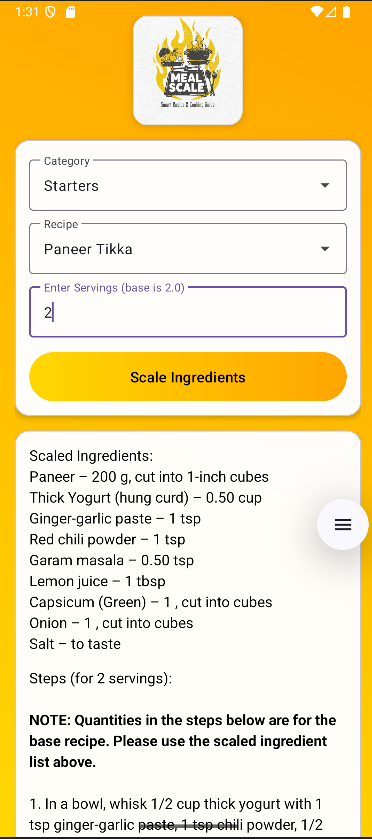 1:31
MEAL
SCALE
Smart Recipe & Cooking Guide
Category
Starters
Recipe
Paneer Tikka
Enter Servings (base is 2.0)
2
Scale Ingredients
Scaled Ingredients:
Paneer – 200 g, cut into 1-inch cubes
Thick Yogurt (hung curd) – 0.50 cup
Ginger-garlic paste – 1 tsp
Red chili powder – 1 tsp
Garam masala – 0.50 tsp
Lemon juice – 1 tbsp
Capsicum (Green) – 1 , cut into cubes
Onion – 1 , cut into cubes
Salt – to taste
Steps (for 2 servings):
NOTE: Quantities in the steps below are for the
base recipe. Please use the scaled ingredient
list above.
1. In a bowl, whisk 1/2 cup thick yogurt with 1
tsp ginger-garlic paste, 1 tsp chili powder, 1/2